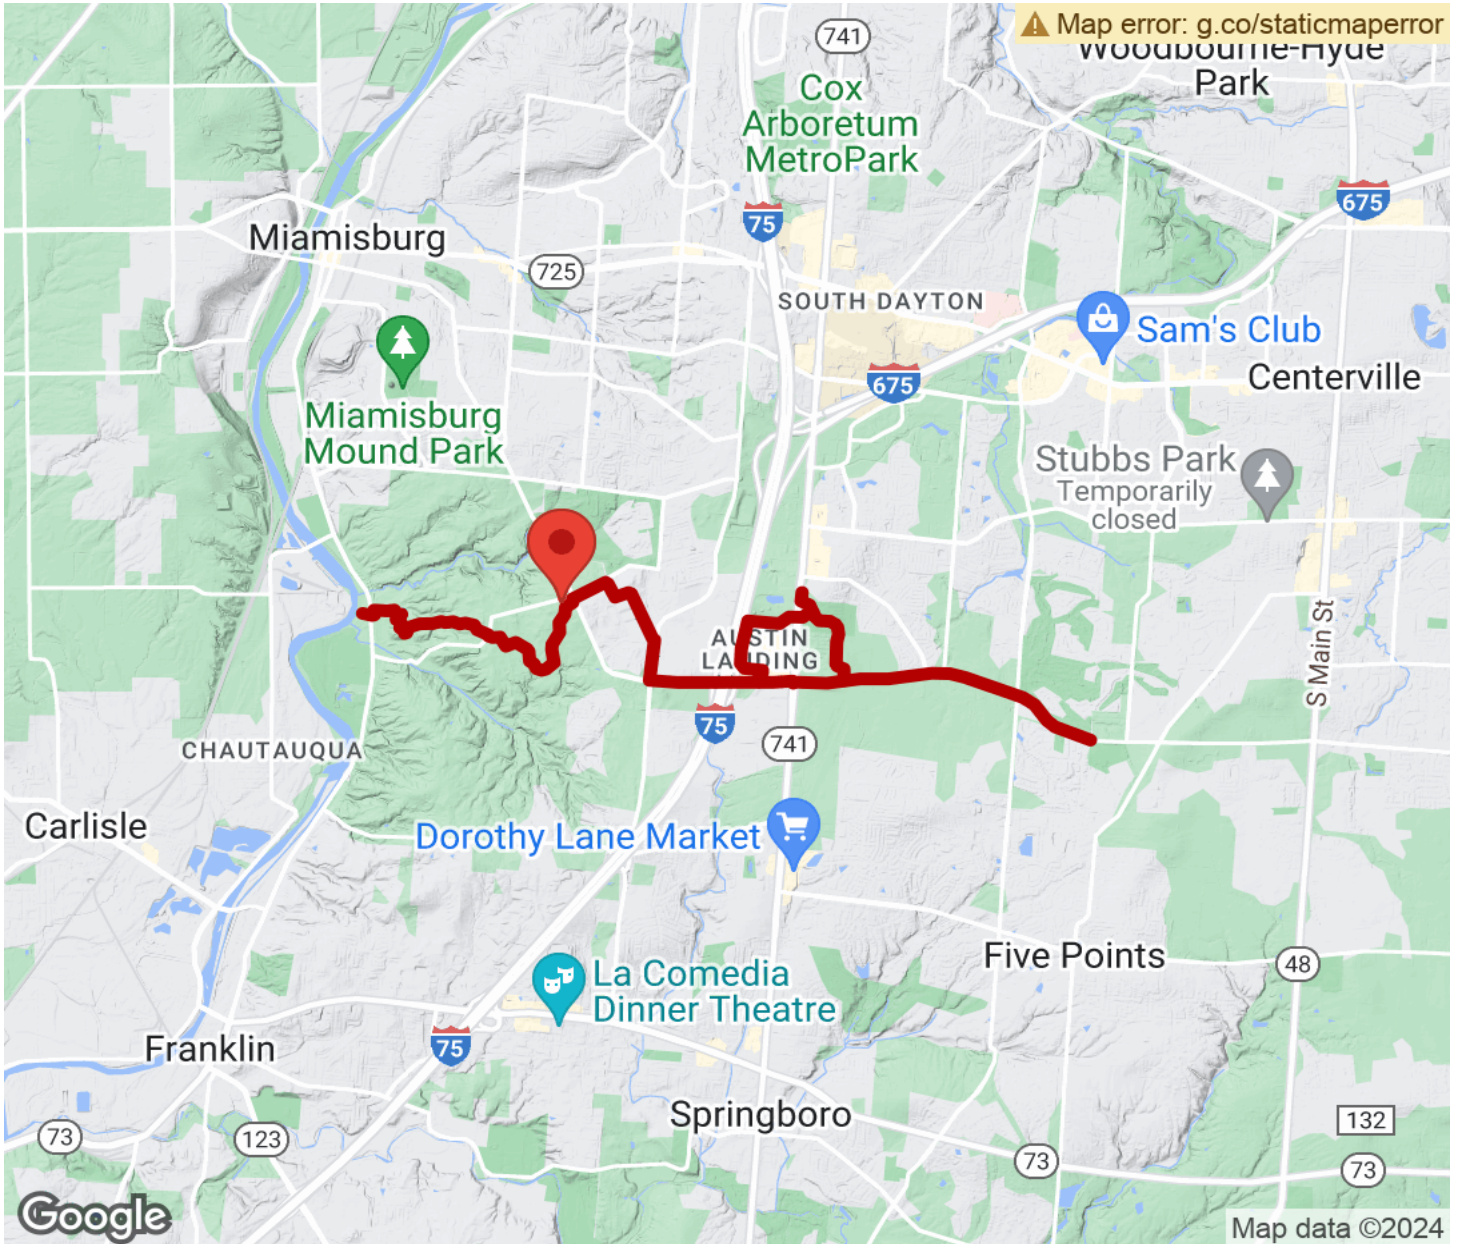 Map error: g.co/staticmaperror
741
Woodbourne-Hyde
Park
Cox
Arboretum
MetroPark
675
75
Miamisburg
725
SOUTH DAYTON
Sam's Club
675
Centerville
Miamisburg
Mound Park
Stubbs Park
Temporarily
closed
AUSTIN
LANDING
S Main St
75
741
CHAUTAUQUA
Carlisle
Dorothy Lane Market
Five Points
48
La Comedia
Dinner Theatre
75
Franklin
Springboro
132
73
123
73
73
Google
Map data ©2024